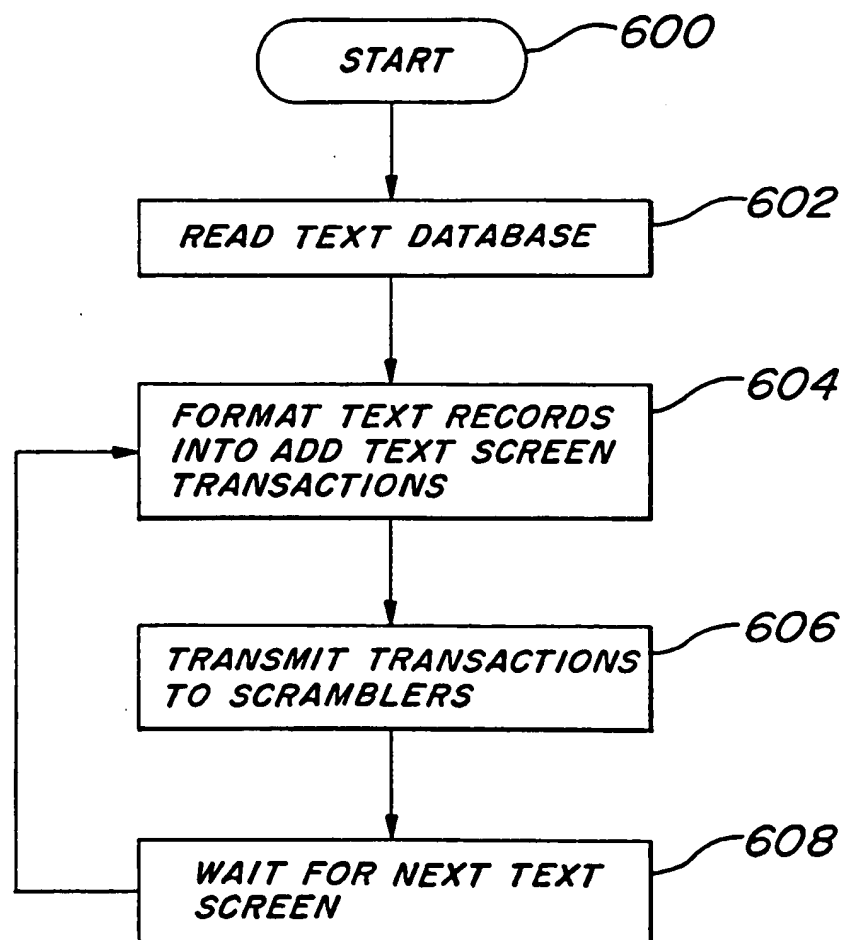 600
START
602
READ TEXT DATABASE
604
FORMAT TEXT RECORDS
INTO ADD TEXT SCREEN
TRANSACTIONS
606
TRANSMIT TRANSACTIONS
TO SCRAMBLERS
608
WAIT FOR NEXT TEXT
SCREEN